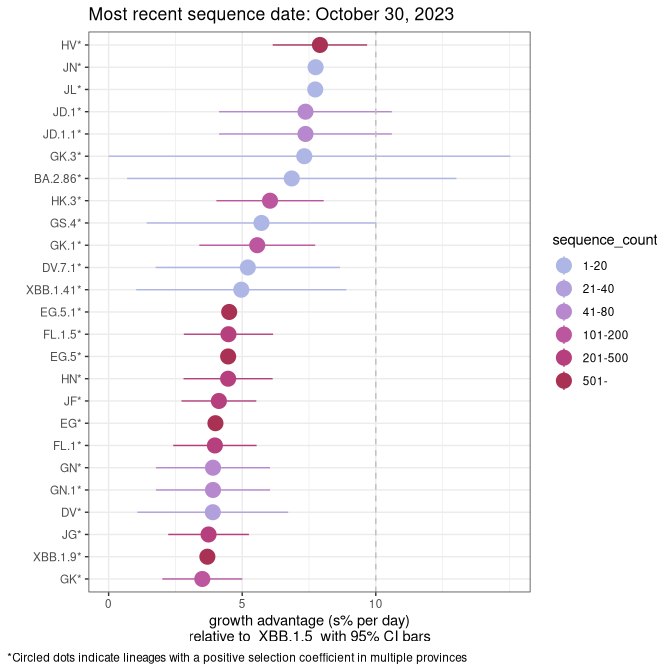 Most recent sequence date: October 30, 2023
HV*
JN*
JL*
JD.1*
JD.1.1*
GK.3*
BA.2.86*
HK.3*
GS.4*
GK.1*
DV.7.1*
XBB.1.41*
EG.5.1*
FL.1.5*
EG.5*
HN*
JF*
EG*
FL.1*
GN*
GN.1*
DV*
JG*
XBB.1.9*
GK*
0 5 10
growth advantage (s% per day)
relative to XBB.1.5 with 95% CI bars
sequence_count
1-20
21-40
41-80
101-200
201-500
501-
*Circled dots indicate lineages with a positive selection coefficient in multiple provinces